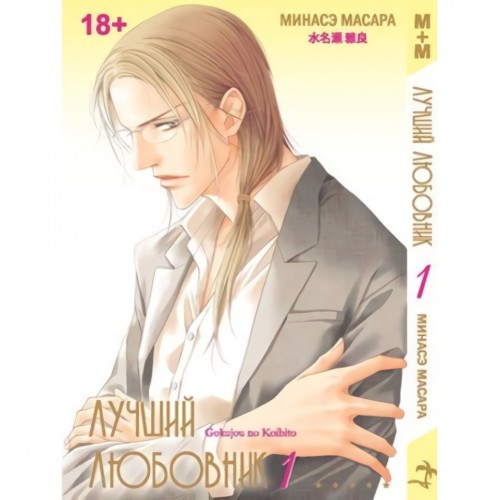 18+
МИНАСЭ МАСАРА
水名瀬雅良
ЛУЧШИЙ
Gokujou no Koibito
ЛЮБОВНИК 1
М+М
ЛУЧШИЙ ЛЮБОВНИК
1
МИНАСЭ МАСАРА